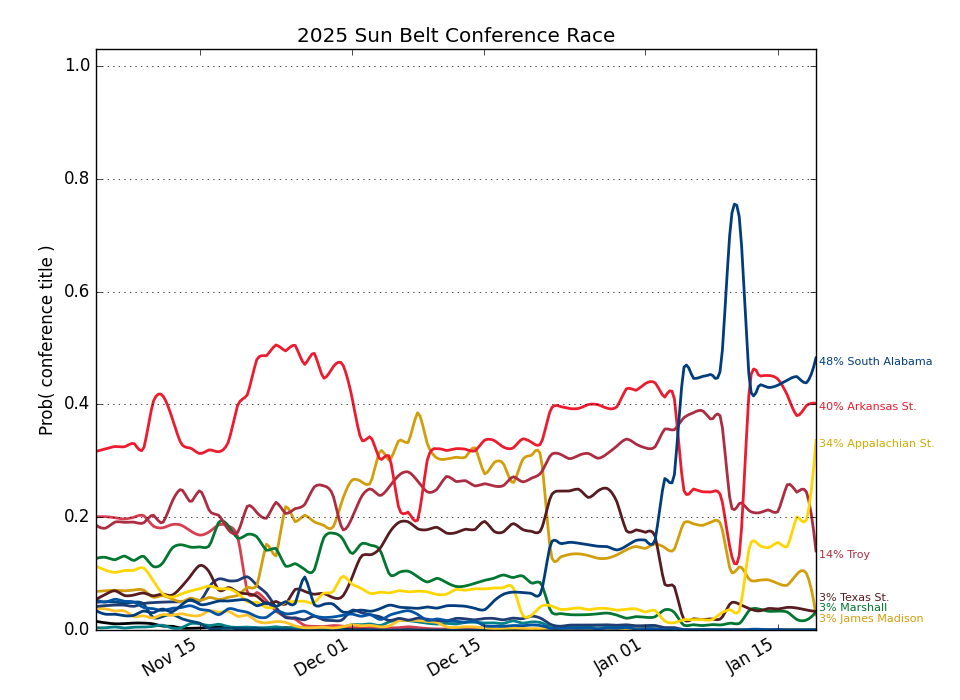 2025 Sun Belt Conference Race
Prob( conference title )
1.0
0.8
0.6
0.4
0.2
0.0
Nov 15
Dec 01
Dec 15
Jan 01
Jan 15
48% South Alabama
40% Arkansas St.
34% Appalachian St.
14% Troy
3% Texas St.
3% Marshall
3% James Madison